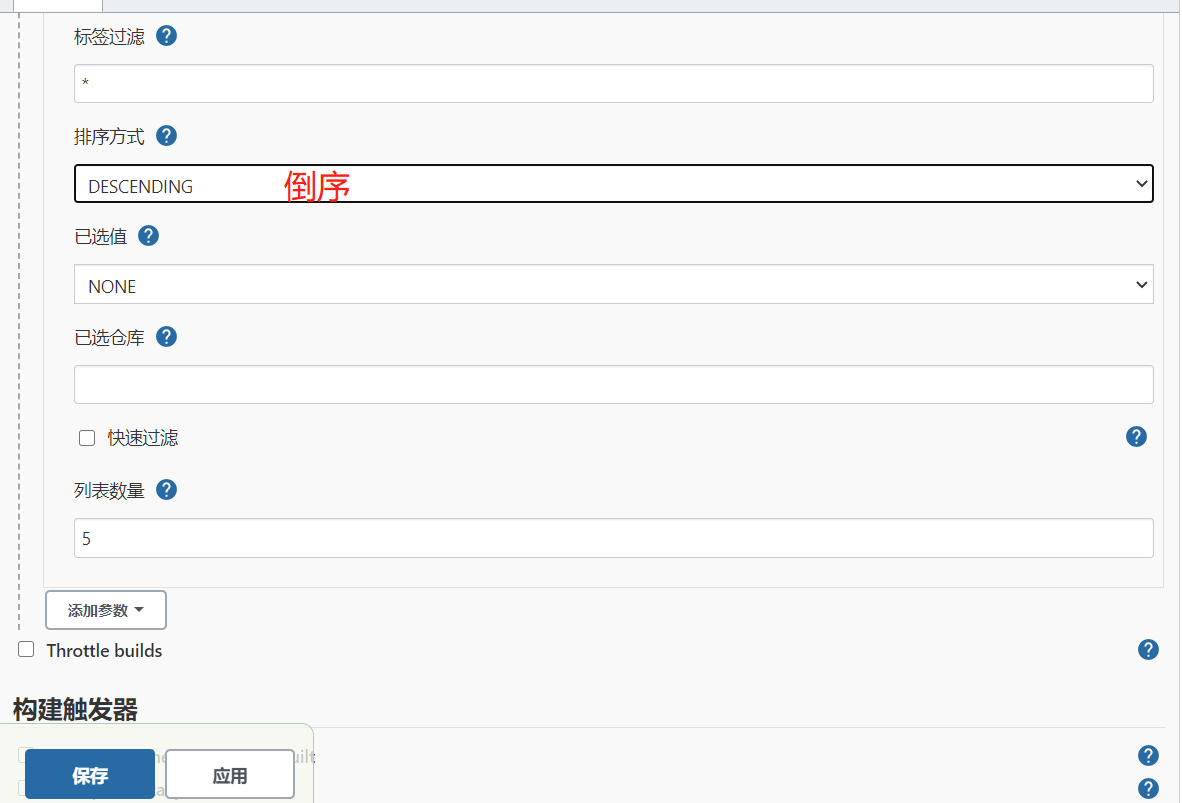 标签过滤
*
排序方式
DESCENDING 倒序
已选值
NONE
已选仓库
快速过滤
列表数量
5
添加参数
Throttle builds
构建触发器
保存 应用